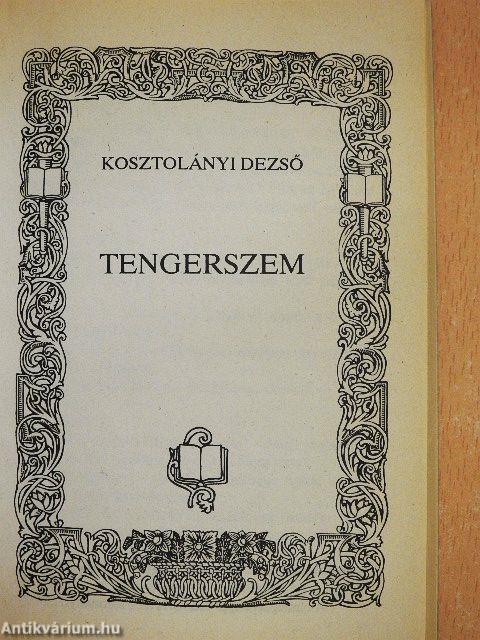 KOSZTOLÁNYI DEZSŐ
TENGERSZEM
Antikvárium.hu